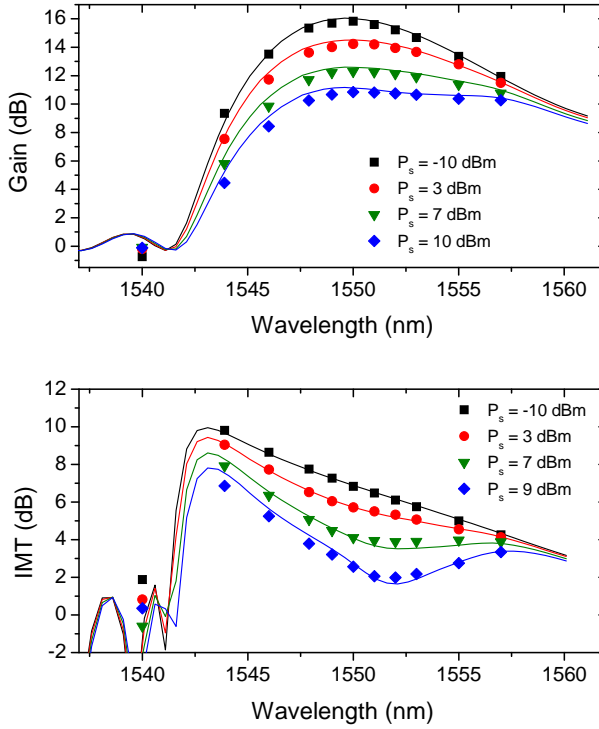 16
14
12
10
8
6
4
2
0
Gain (dB)
P_s = -10 dBm
P_s = 3 dBm
P_s = 7 dBm
P_s = 10 dBm
1540 1545 1550 1555 1560
Wavelength (nm)
12
10
8
6
4
2
0
-2
IMT (dB)
P_s = -10 dBm
P_s = 3 dBm
P_s = 7 dBm
P_s = 9 dBm
1540 1545 1550 1555 1560
Wavelength (nm)